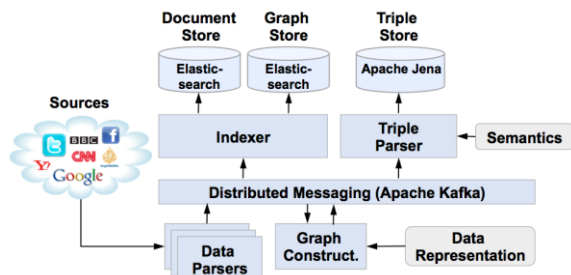 Document
Store
Graph
Store
Triple
Store
Elastic-
search
Elastic-
search
Apache Jena
Sources
BBC
f
CNN
Y?
Google
Indexer
Triple
Parser
Semantics
Distributed Messaging (Apache Kafka)
Data
Parsers
Graph
Construct.
Data
Representation